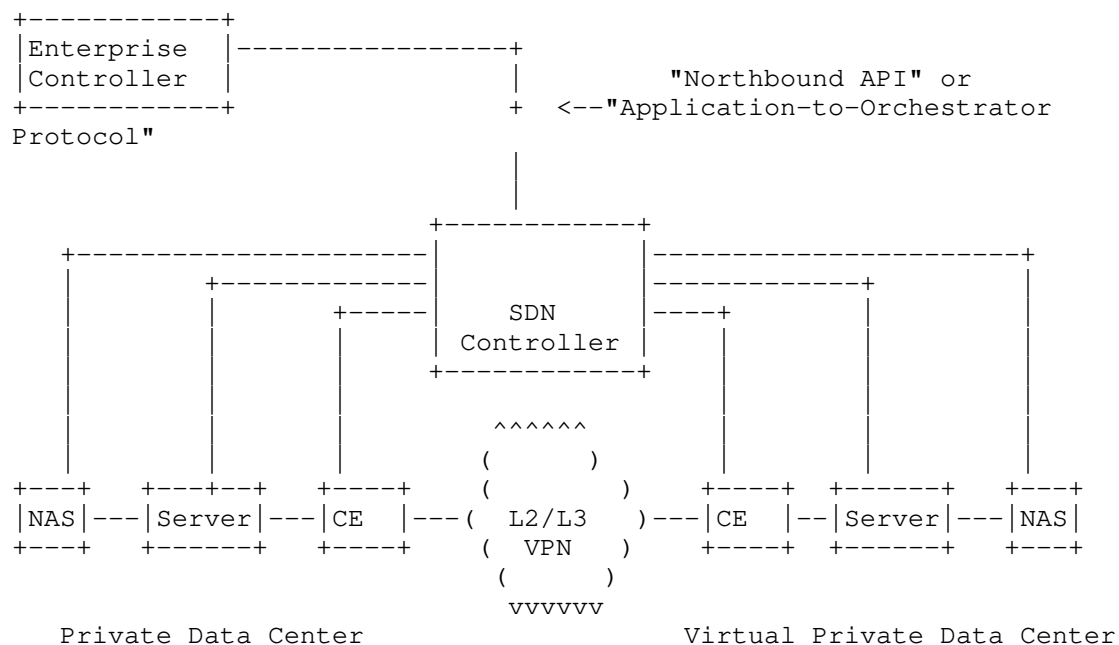 Enterprise
Controller
"Northbound API" or
<--"Application-to-Orchestrator
Protocol"
SDN
Controller
NAS Server CE L2/L3 CE Server NAS
VPN
Private Data Center Virtual Private Data Center